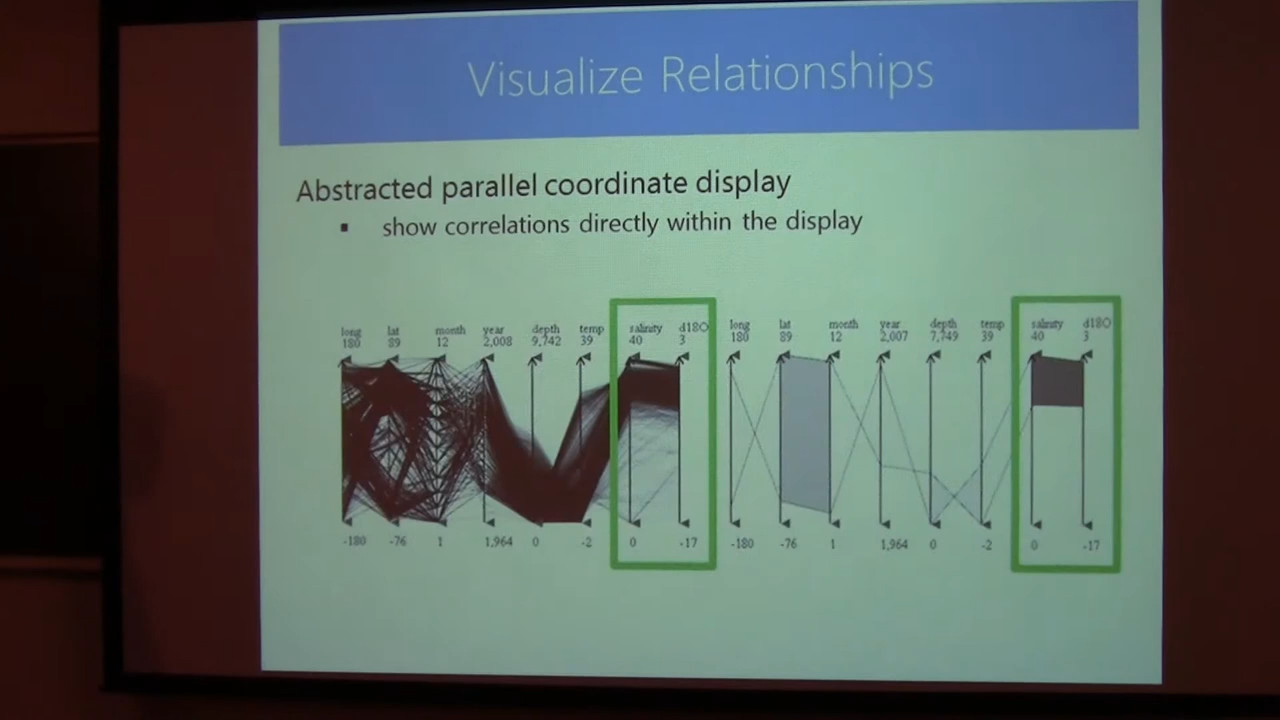 Visualize Relationships
Abstracted parallel coordinate display
▪ show correlations directly within the display
long lat month year depth temp salinity d18O long lat month year depth temp salinity d18O
180 89 12 2,008 9,742 39 40 3 180 89 12 2,007 7,749 39 40 3
-180 -76 1 1,964 0 -2 0 -17 -180 -76 1 1,964 0 -2 0 -17